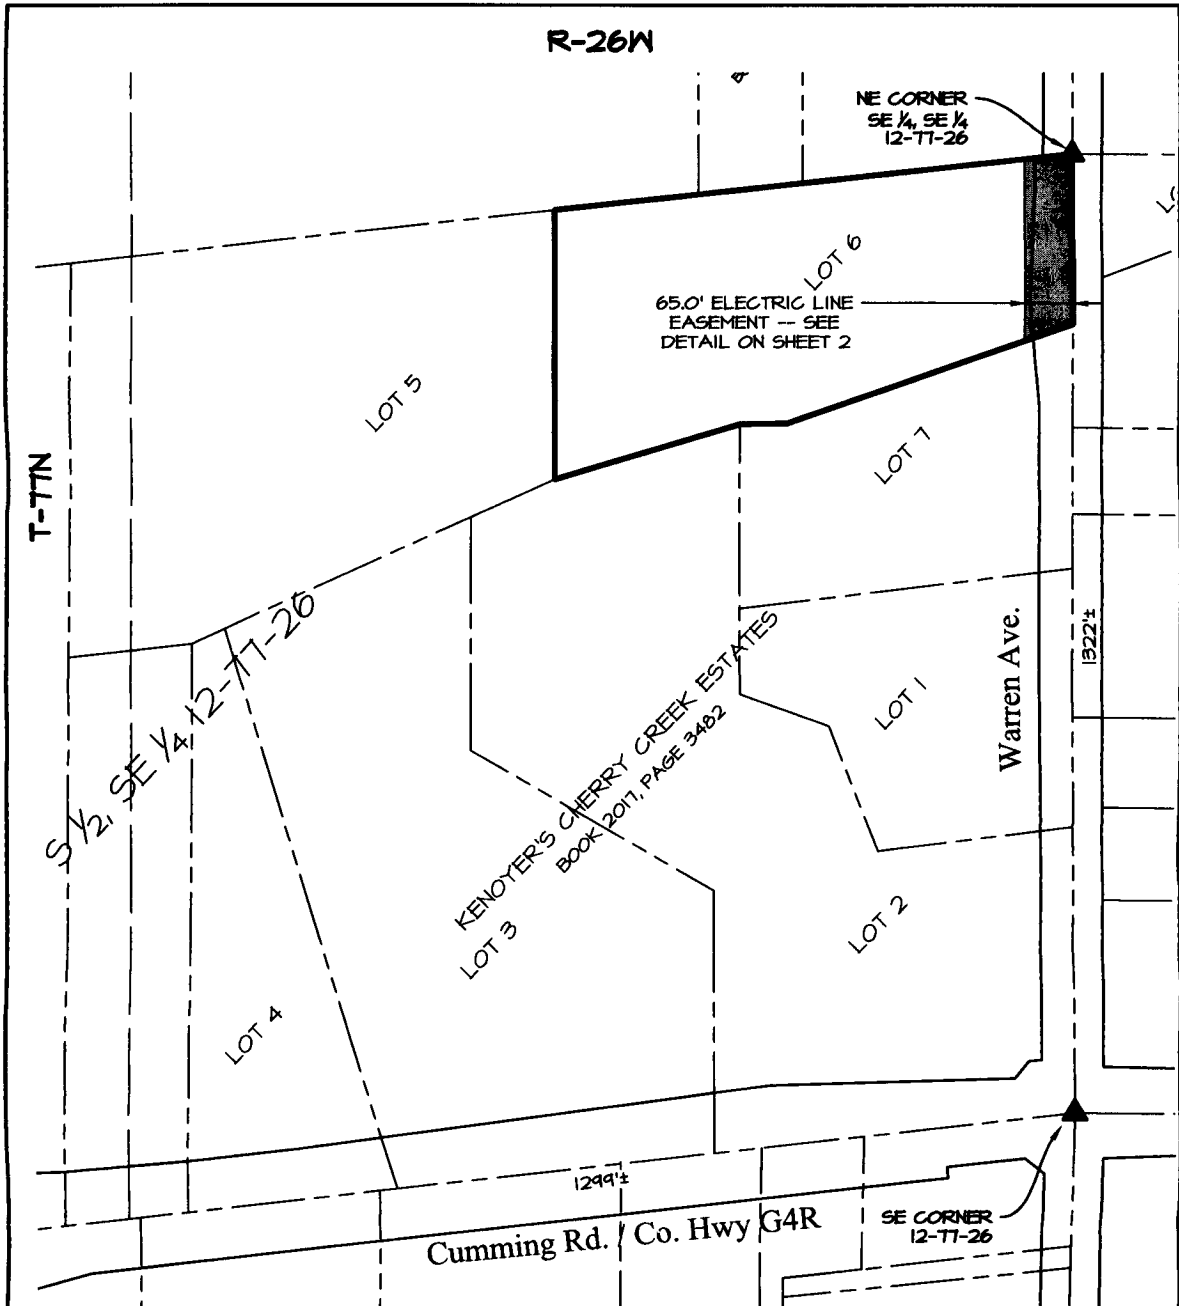 R-26W
NE CORNER
SE 1/4, SE 1/4
12-77-26
LOT 6
65.0' ELECTRIC LINE
EASEMENT -- SEE
DETAIL ON SHEET 2
LOT 5
LOT 7
T-77N
S 1/2, SE 1/4 12-77-26
KENOYER'S CHERRY CREEK ESTATES
BOOK 2017, PAGE 3482
LOT 1
Warren Ave.
1322'±
LOT 3
LOT 2
LOT 4
1299'±
Cumming Rd. / Co. Hwy G4R
SE CORNER
12-77-26